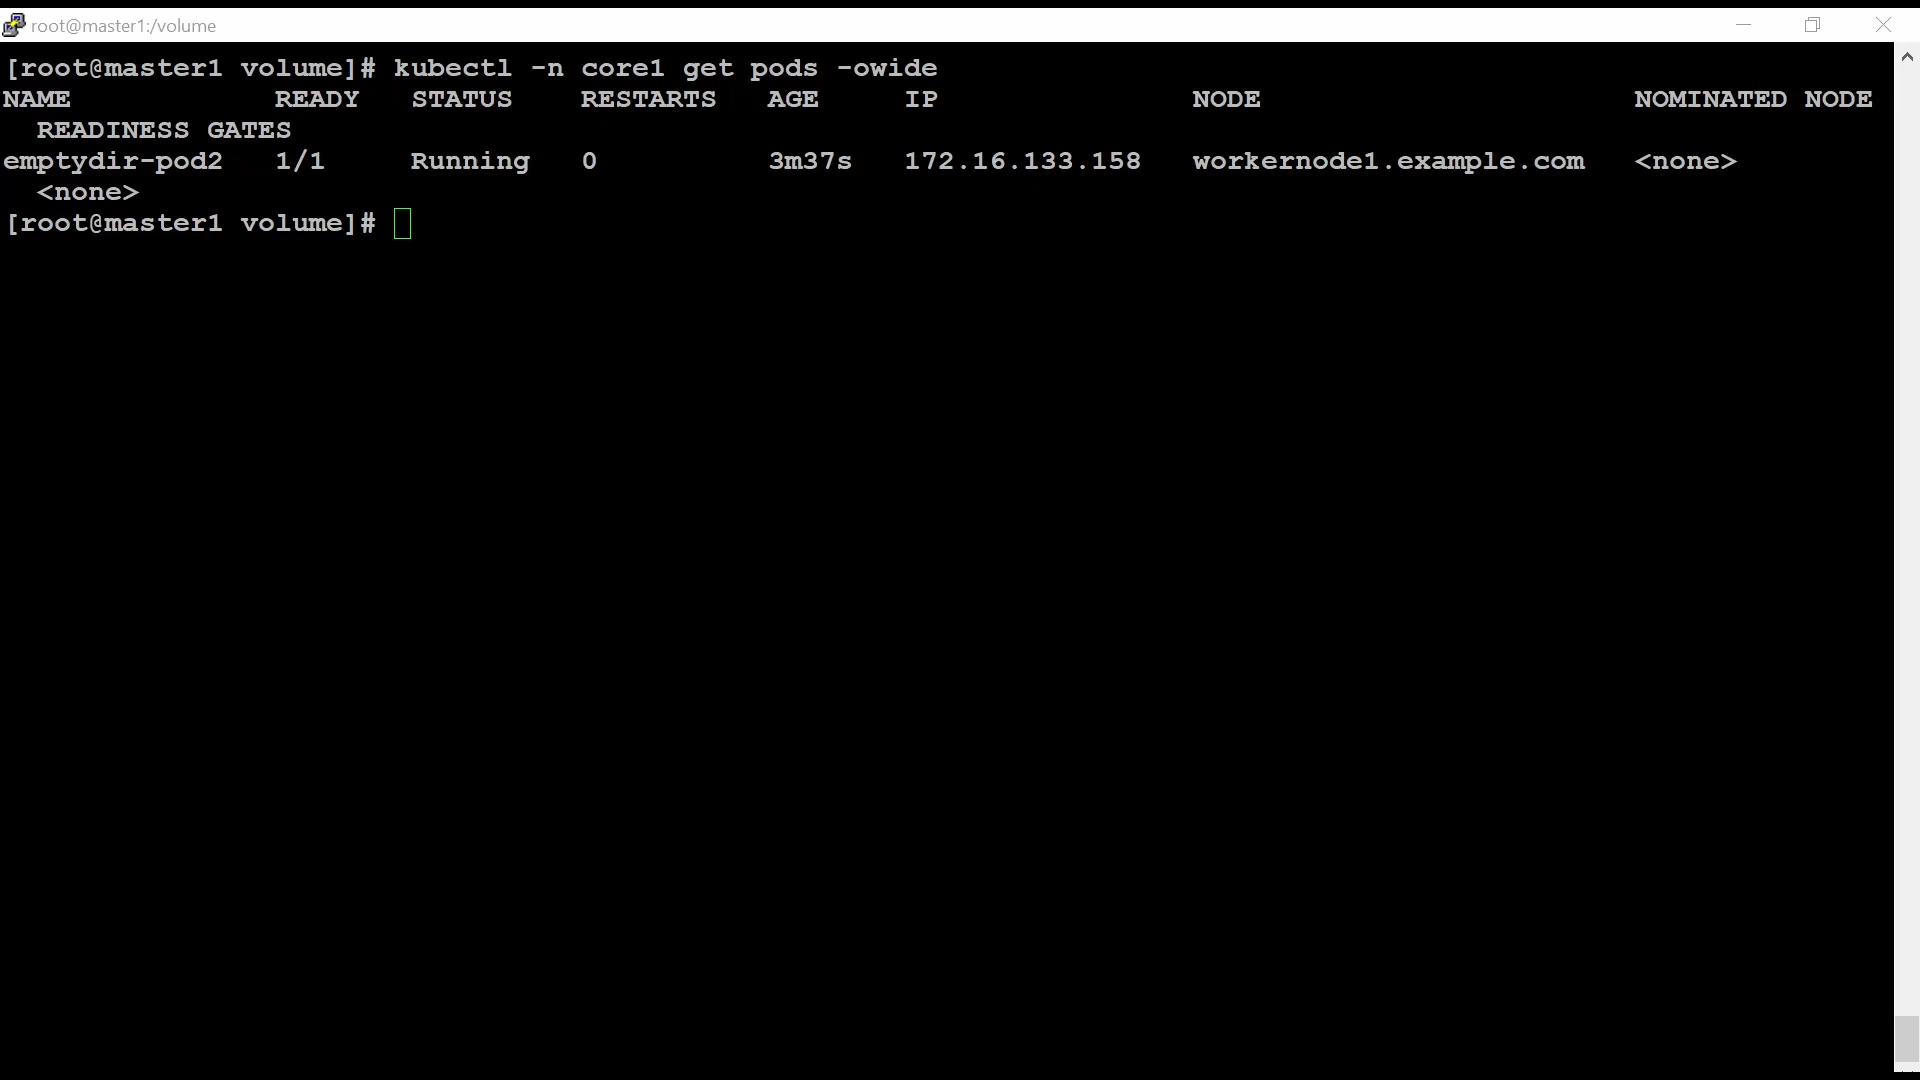 root@master1:/volume
[root@master1 volume]# kubectl -n core1 get pods -owide
NAME            READY   STATUS    RESTARTS   AGE     IP               NODE                      NOMINATED NODE
  READINESS GATES
emptydir-pod2   1/1     Running   0          3m37s   172.16.133.158   workernode1.example.com   <none>
  <none>
[root@master1 volume]#